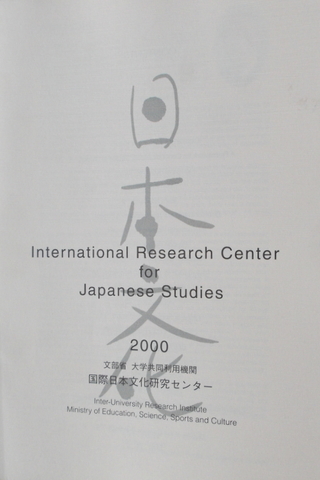 日本文化
International Research Center
for
Japanese Studies
2000
文部省 大学共同利用機関
国際日本文化研究センター
Inter-University Research Institute
Ministry of Education, Science, Sports and Culture